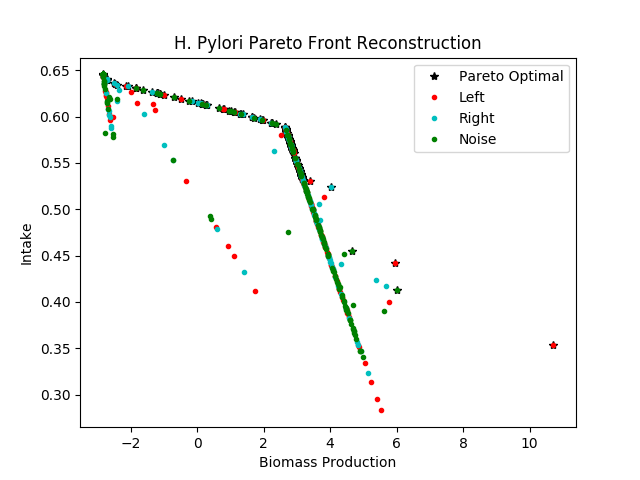 H. Pylori Pareto Front Reconstruction
Pareto Optimal
Left
Right
Noise
0.65
0.60
0.55
0.50
0.45
0.40
0.35
0.30
Intake
−2
0
2
4
6
8
10
Biomass Production